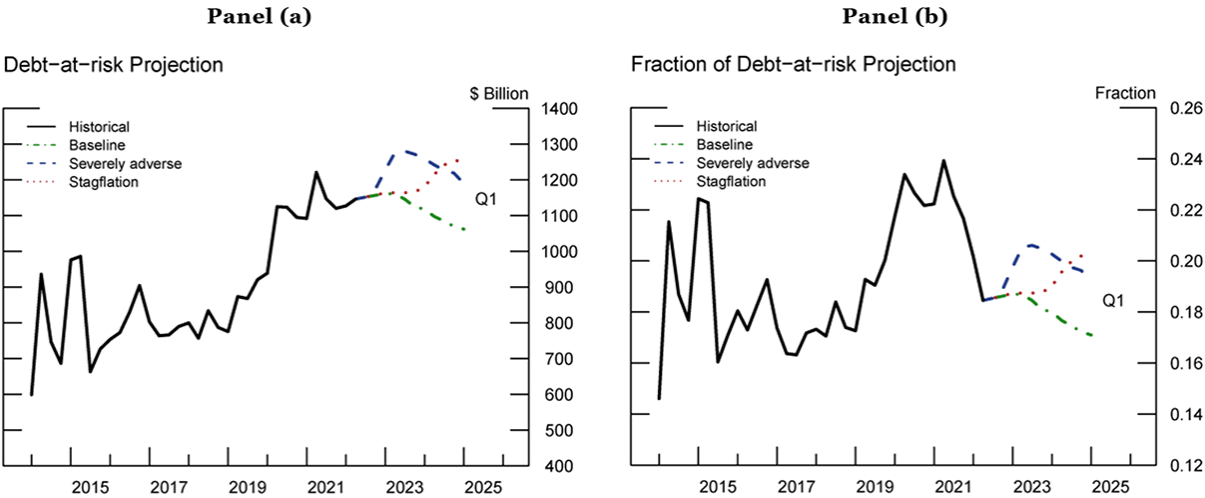 Panel (a)
Debt-at-risk Projection
$ Billion
Historical
Baseline
Severely adverse
Stagflation
1400
1300
1200
1100
1000
900
800
700
600
500
400
Q1
2015 2017 2019 2021 2023 2025
Panel (b)
Fraction of Debt-at-risk Projection
Fraction
Historical
Baseline
Severely adverse
Stagflation
0.26
0.24
0.22
0.20
0.18
0.16
0.14
0.12
Q1
2015 2017 2019 2021 2023 2025